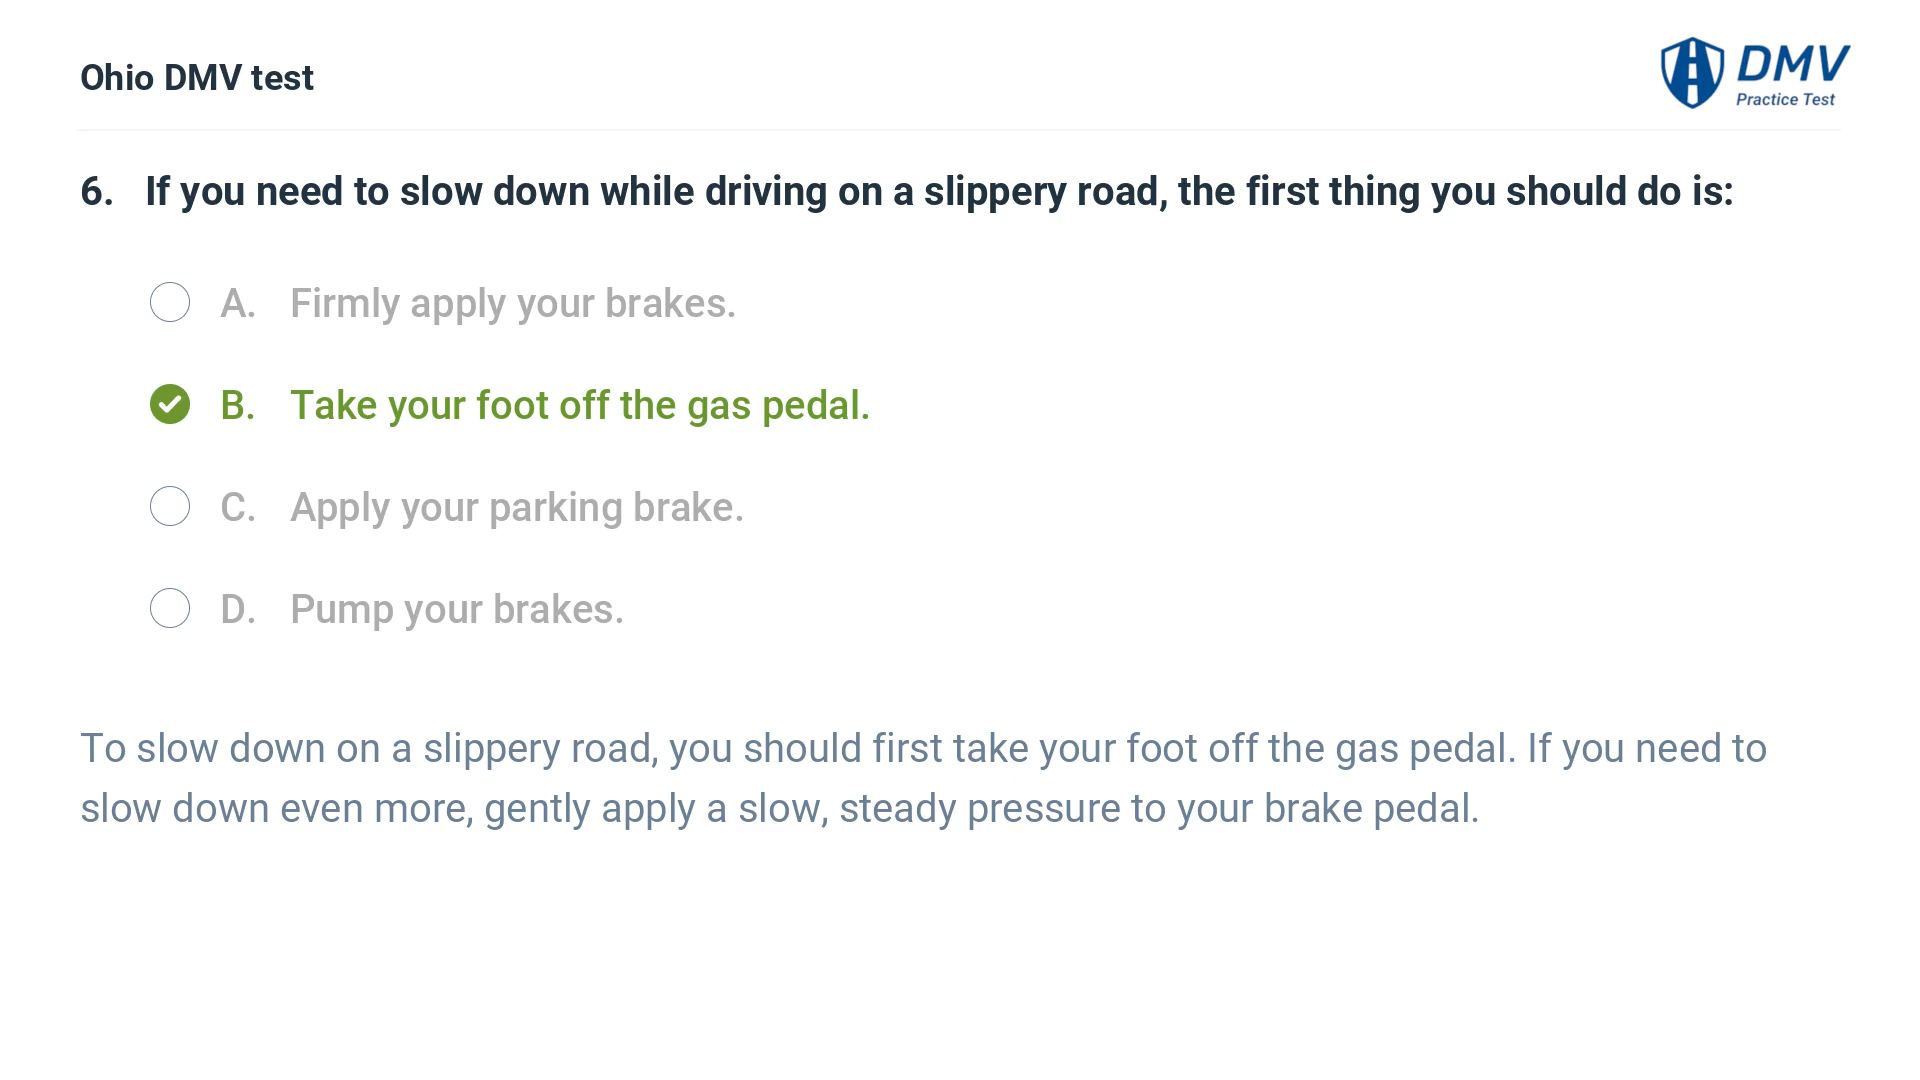 Ohio DMV test
DMV
Practice Test
6. If you need to slow down while driving on a slippery road, the first thing you should do is:
A. Firmly apply your brakes.
B. Take your foot off the gas pedal.
C. Apply your parking brake.
D. Pump your brakes.
To slow down on a slippery road, you should first take your foot off the gas pedal. If you need to
slow down even more, gently apply a slow, steady pressure to your brake pedal.